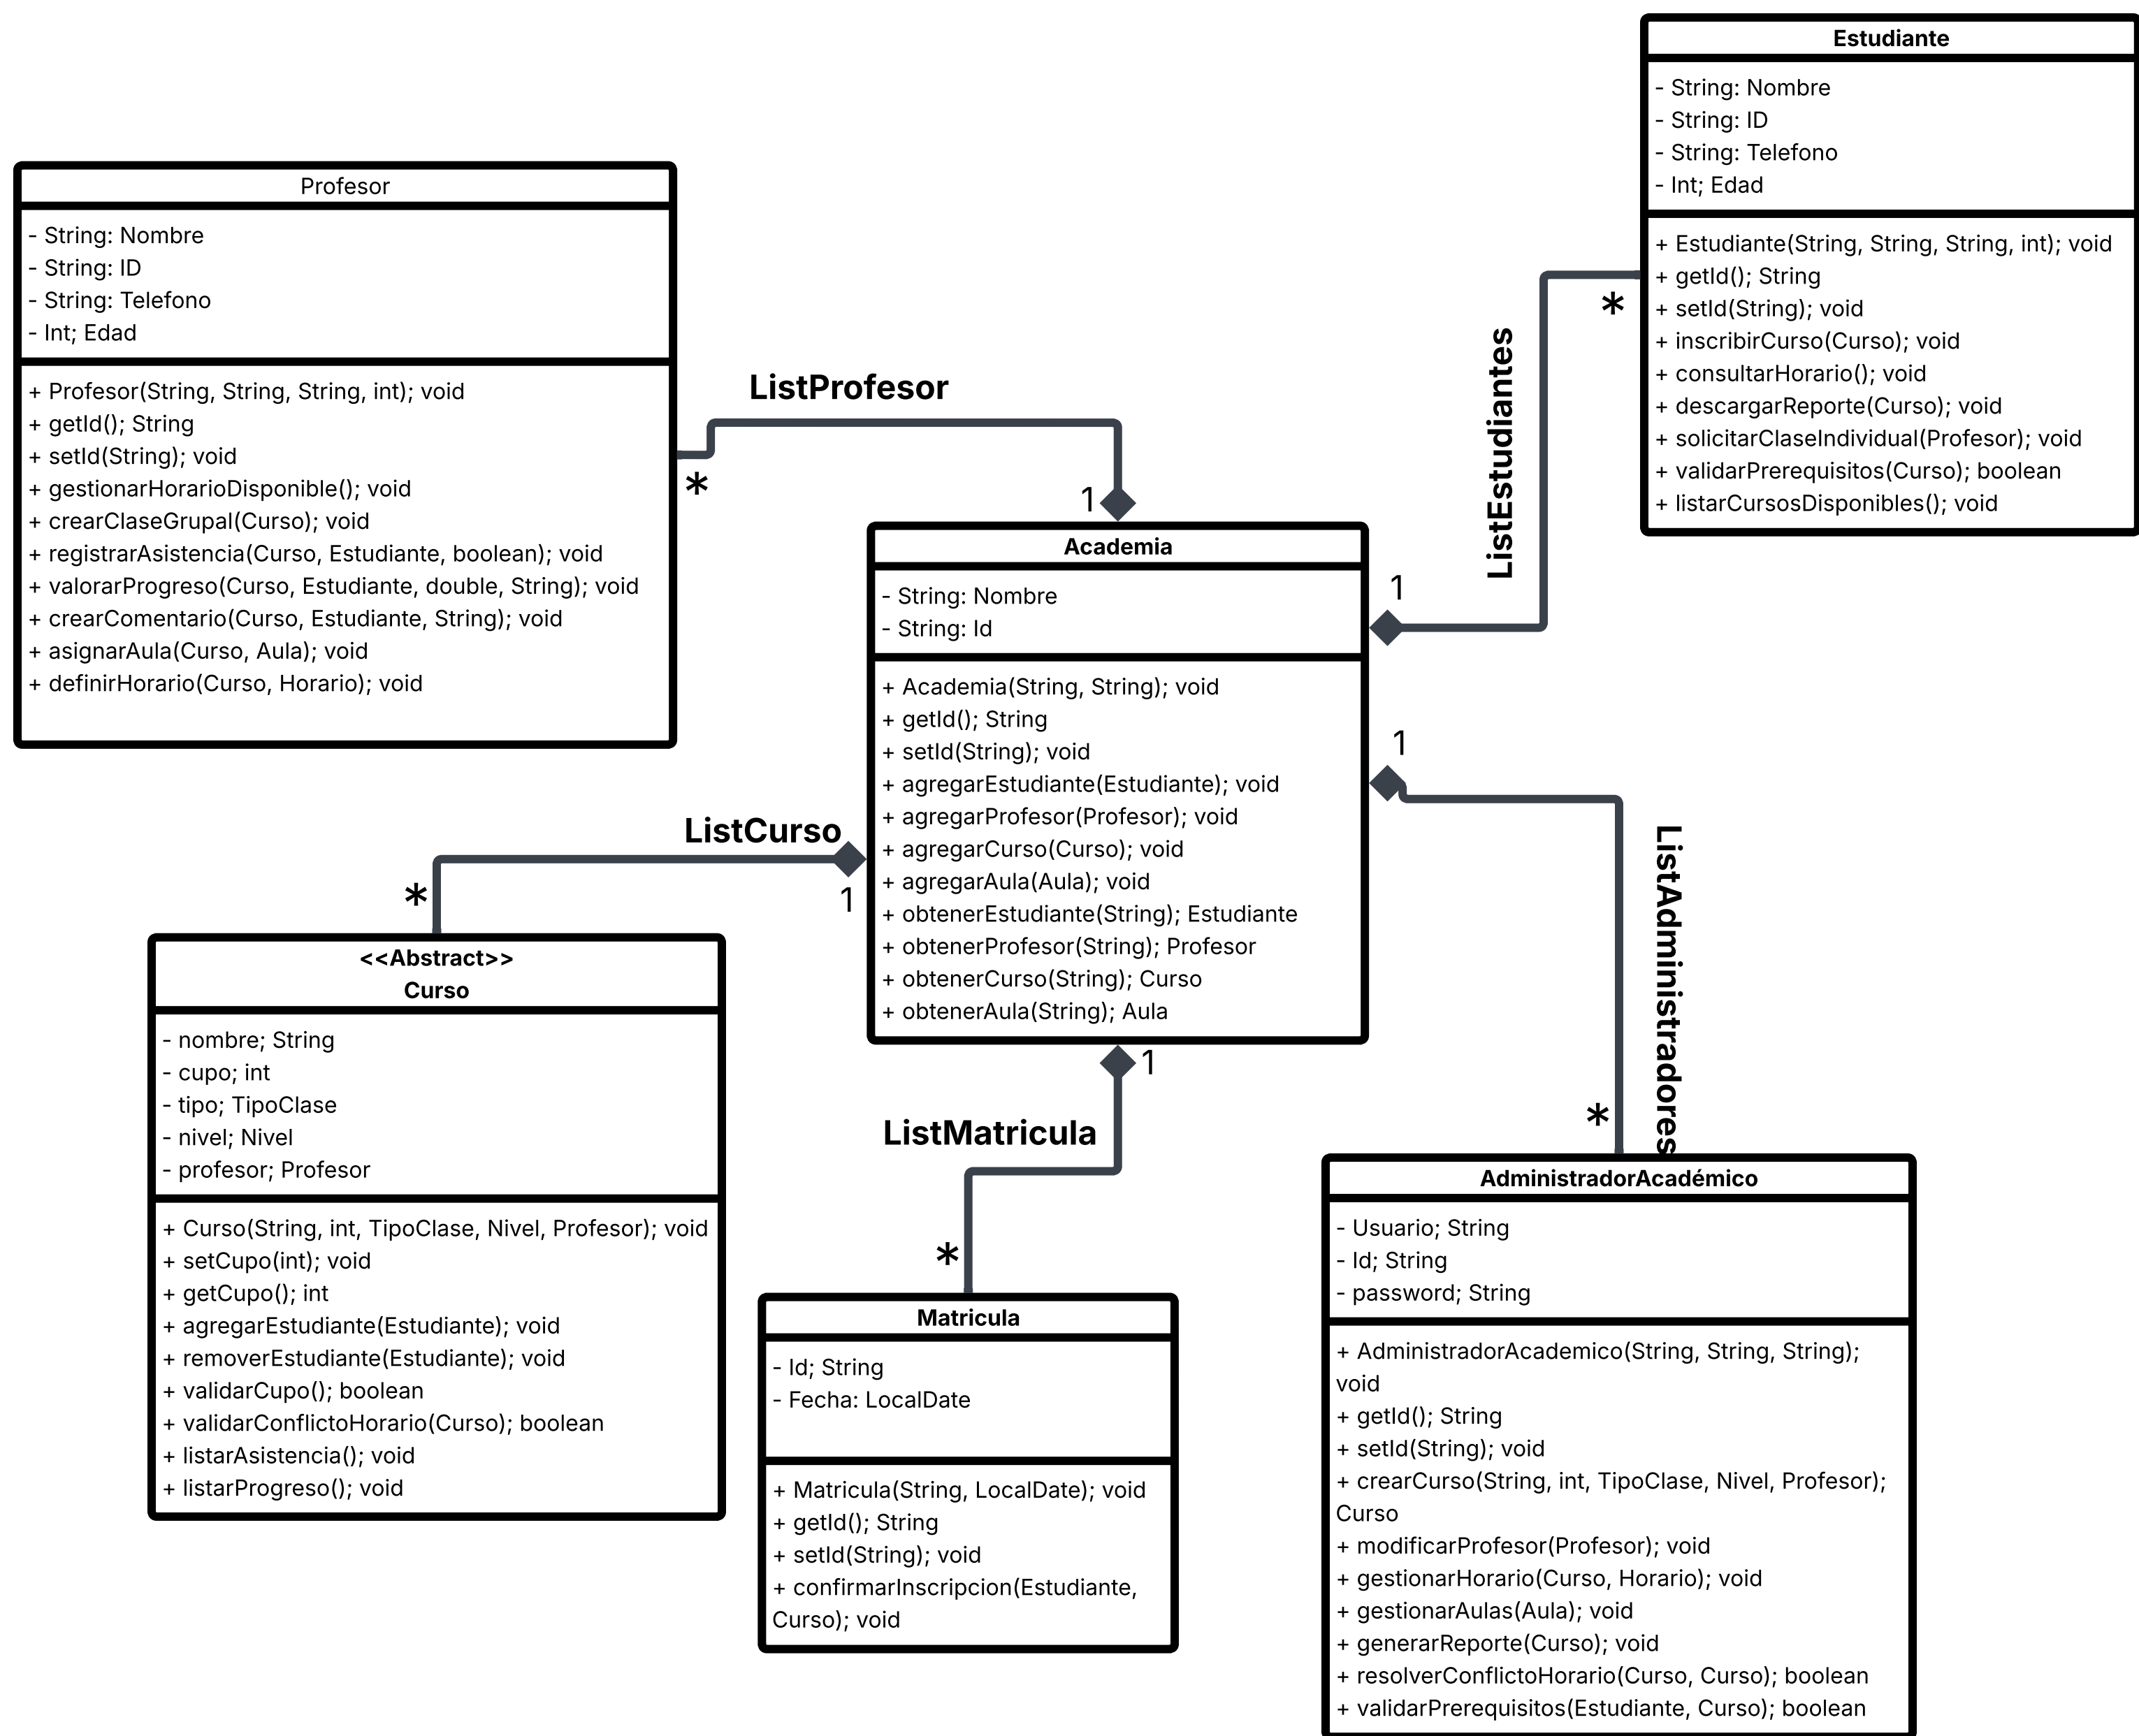 Estudiante
- String: Nombre
- String: ID
- String: Telefono
- Int; Edad
+ Estudiante(String, String, String, int); void
+ getId(); String
+ setId(String); void
+ inscribirCurso(Curso); void
+ consultarHorario(); void
+ descargarReporte(Curso); void
+ solicitarClaseIndividual(Profesor); void
+ validarPrerequisitos(Curso); boolean
+ listarCursosDisponibles(); void
Profesor
- String: Nombre
- String: ID
- String: Telefono
- Int; Edad
+ Profesor(String, String, String, int); void
+ getId(); String
+ setId(String); void
+ gestionarHorarioDisponible(); void
+ crearClaseGrupal(Curso); void
+ registrarAsistencia(Curso, Estudiante, boolean); void
+ valorarProgreso(Curso, Estudiante, double, String); void
+ crearComentario(Curso, Estudiante, String); void
+ asignarAula(Curso, Aula); void
+ definirHorario(Curso, Horario); void
ListProfesor
*
1
ListEstudiantes
*
1
Academia
- String: Nombre
- String: Id
+ Academia(String, String); void
+ getId(); String
+ setId(String); void
+ agregarEstudiante(Estudiante); void
+ agregarProfesor(Profesor); void
+ agregarCurso(Curso); void
+ agregarAula(Aula); void
+ obtenerEstudiante(String); Estudiante
+ obtenerProfesor(String); Profesor
+ obtenerCurso(String); Curso
+ obtenerAula(String); Aula
ListCurso
1
*
<<Abstract>>
Curso
- nombre; String
- cupo; int
- tipo; TipoClase
- nivel; Nivel
- profesor; Profesor
+ Curso(String, int, TipoClase, Nivel, Profesor); void
+ setCupo(int); void
+ getCupo(); int
+ agregarEstudiante(Estudiante); void
+ removerEstudiante(Estudiante); void
+ validarCupo(); boolean
+ validarConflictoHorario(Curso); boolean
+ listarAsistencia(); void
+ listarProgreso(); void
1
ListMatricula
*
Matricula
- Id; String
- Fecha: LocalDate
+ Matricula(String, LocalDate); void
+ getId(); String
+ setId(String); void
+ confirmarInscripcion(Estudiante,
Curso); void
1
ListAdministradores
*
AdministradorAcadémico
- Usuario; String
- Id; String
- password; String
+ AdministradorAcademico(String, String, String);
void
+ getId(); String
+ setId(String); void
+ crearCurso(String, int, TipoClase, Nivel, Profesor);
Curso
+ modificarProfesor(Profesor); void
+ gestionarHorario(Curso, Horario); void
+ gestionarAulas(Aula); void
+ generarReporte(Curso); void
+ resolverConflictoHorario(Curso, Curso); boolean
+ validarPrerequisitos(Estudiante, Curso); boolean